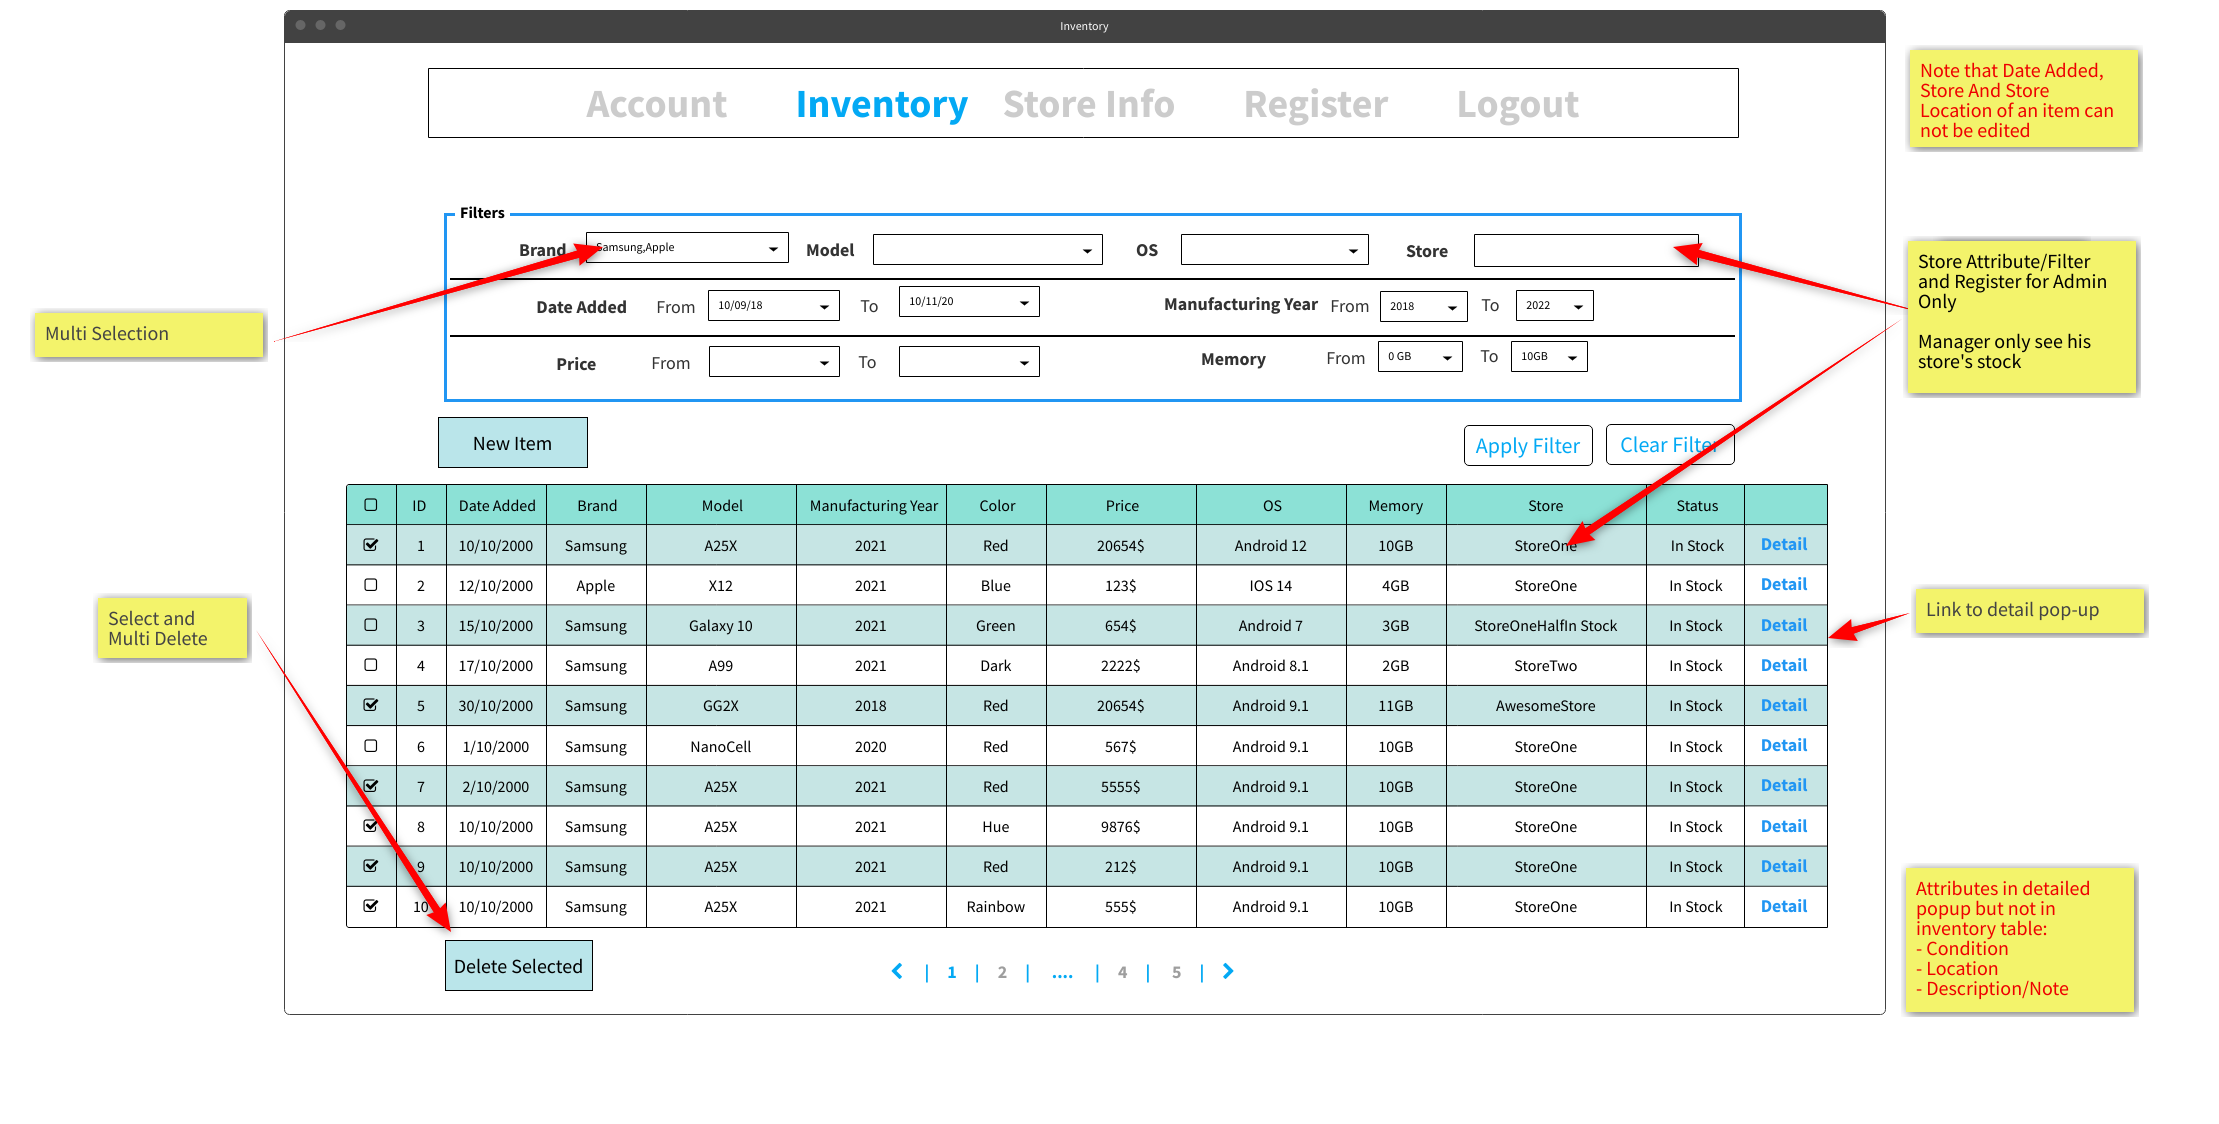 Inventory
Account Inventory Store Info Register Logout
Note that Date Added,
Store And Store
Location of an item can
not be edited
Filters
Brand Samsung,Apple Model OS Store
Date Added From 10/09/18 To 10/11/20 Manufacturing Year From 2018 To 2022
Price From To Memory From 0 GB To 10GB
Store Attribute/Filter
and Register for Admin
Only
Manager only see his
store's stock
Multi Selection
New Item Apply Filter Clear Filter
ID Date Added Brand Model Manufacturing Year Color Price OS Memory Store Status
1 10/10/2000 Samsung A25X 2021 Red 20654$ Android 12 10GB StoreOne In Stock Detail
2 12/10/2000 Apple X12 2021 Blue 123$ IOS 14 4GB StoreOne In Stock Detail
3 15/10/2000 Samsung Galaxy 10 2021 Green 654$ Android 7 3GB StoreOneHalfIn Stock In Stock Detail
4 17/10/2000 Samsung A99 2021 Dark 2222$ Android 8.1 2GB StoreTwo In Stock Detail
5 30/10/2000 Samsung GG2X 2018 Red 20654$ Android 9.1 11GB AwesomeStore In Stock Detail
6 1/10/2000 Samsung NanoCell 2020 Red 567$ Android 9.1 10GB StoreOne In Stock Detail
7 2/10/2000 Samsung A25X 2021 Red 5555$ Android 9.1 10GB StoreOne In Stock Detail
8 10/10/2000 Samsung A25X 2021 Hue 9876$ Android 9.1 10GB StoreOne In Stock Detail
9 10/10/2000 Samsung A25X 2021 Red 212$ Android 9.1 10GB StoreOne In Stock Detail
10 10/10/2000 Samsung A25X 2021 Rainbow 555$ Android 9.1 10GB StoreOne In Stock Detail
Select and
Multi Delete
Link to detail pop-up
Attributes in detailed
popup but not in
inventory table:
- Condition
- Location
- Description/Note
Delete Selected
| 1 | 2 | .... | 4 | 5 |